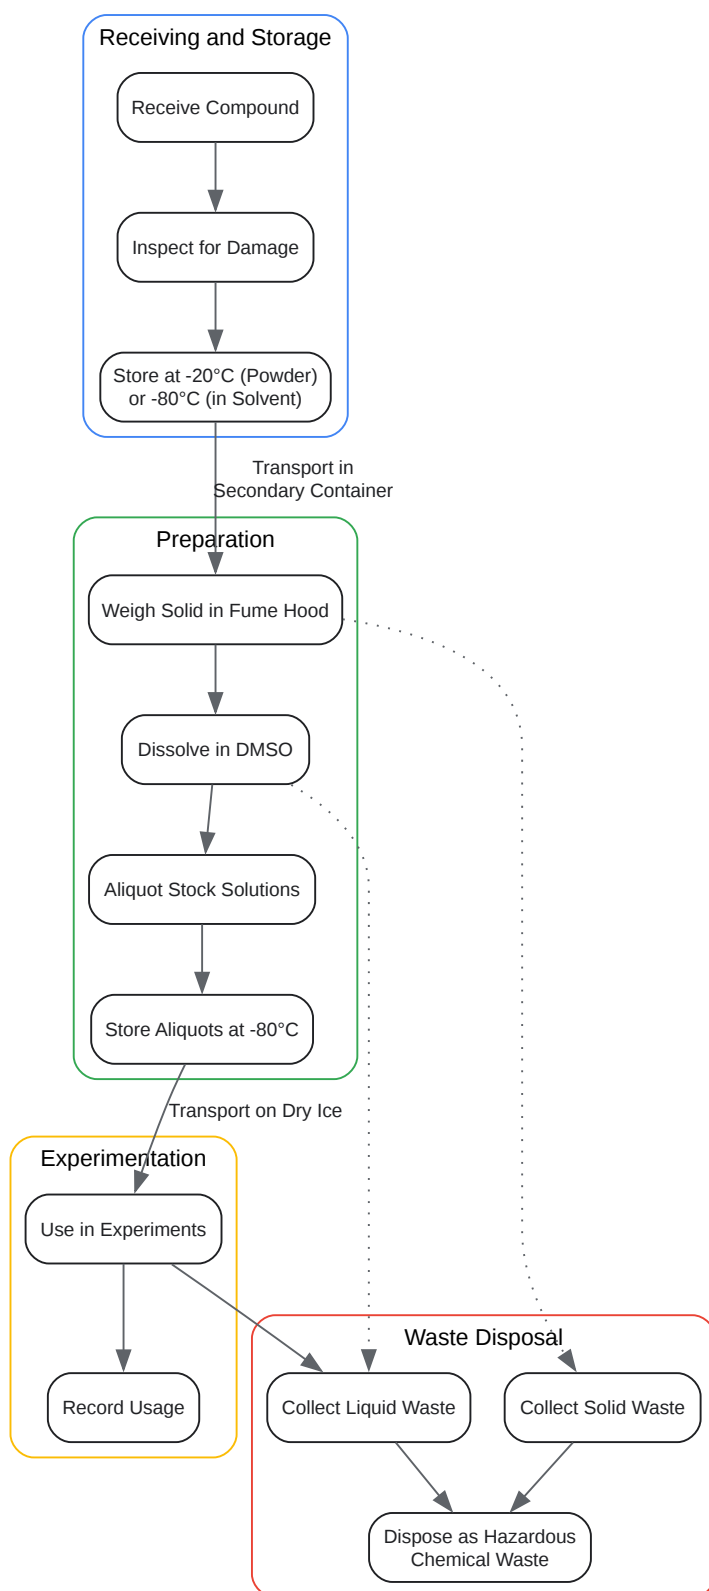 Receiving and Storage
Receive Compound
Inspect for Damage
Store at -20°C (Powder)
or -80°C (in Solvent)
Transport in
Secondary Container
Preparation
Weigh Solid in Fume Hood
Dissolve in DMSO
Aliquot Stock Solutions
Store Aliquots at -80°C
Transport on Dry Ice
Experimentation
Use in Experiments
Record Usage
Waste Disposal
Collect Liquid Waste
Collect Solid Waste
Dispose as Hazardous
Chemical Waste